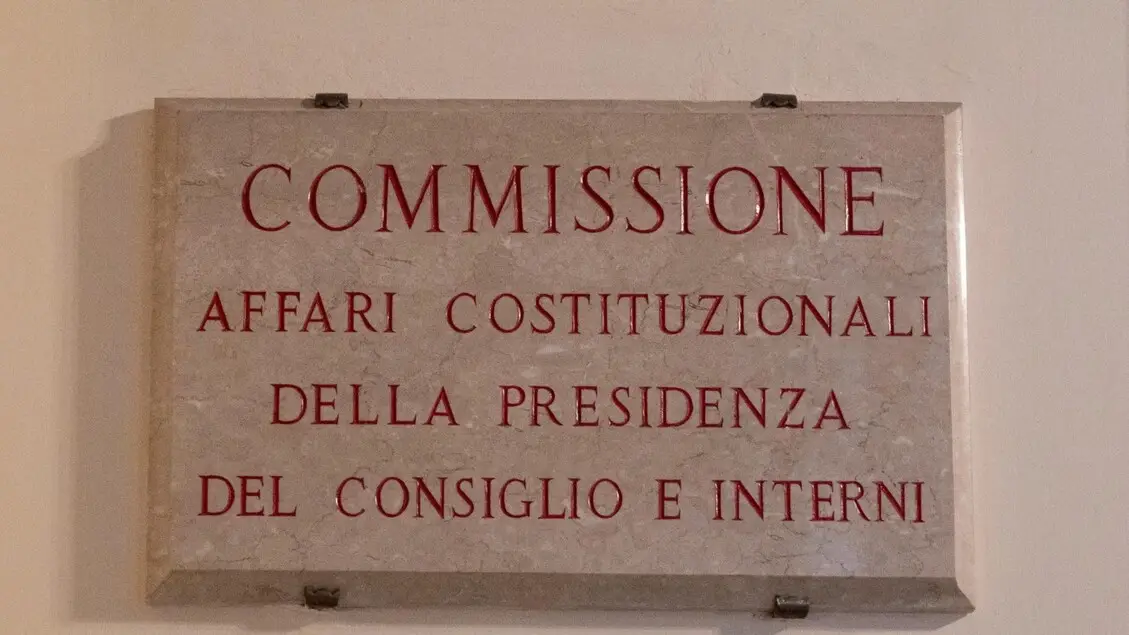 COMMISSIONE
AFFARI COSTITUZIONALI
DELLA PRESIDENZA
DEL CONSIGLIO E INTERNI